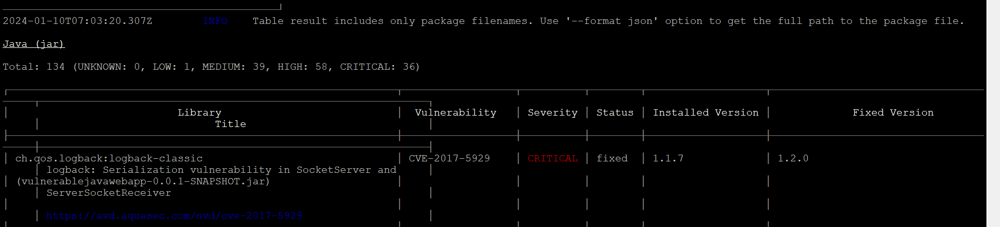 2024-01-10T07:03:20.307Z INFO Table result includes only package filenames. Use '--format json' option to get the full path to the package file.
Java (jar)
Total: 134 (UNKNOWN: 0, LOW: 1, MEDIUM: 39, HIGH: 58, CRITICAL: 36)
Library Vulnerability Severity Status Installed Version Fixed Version
Title
ch.qos.logback:logback-classic CVE-2017-5929 CRITICAL fixed 1.1.7 1.2.0
logback: Serialization vulnerability in SocketServer and
(vulnerablejavawebapp-0.0.1-SNAPSHOT.jar)
ServerSocketReceiver
https://avd.aquasec.com/nvd/cve-2017-5929